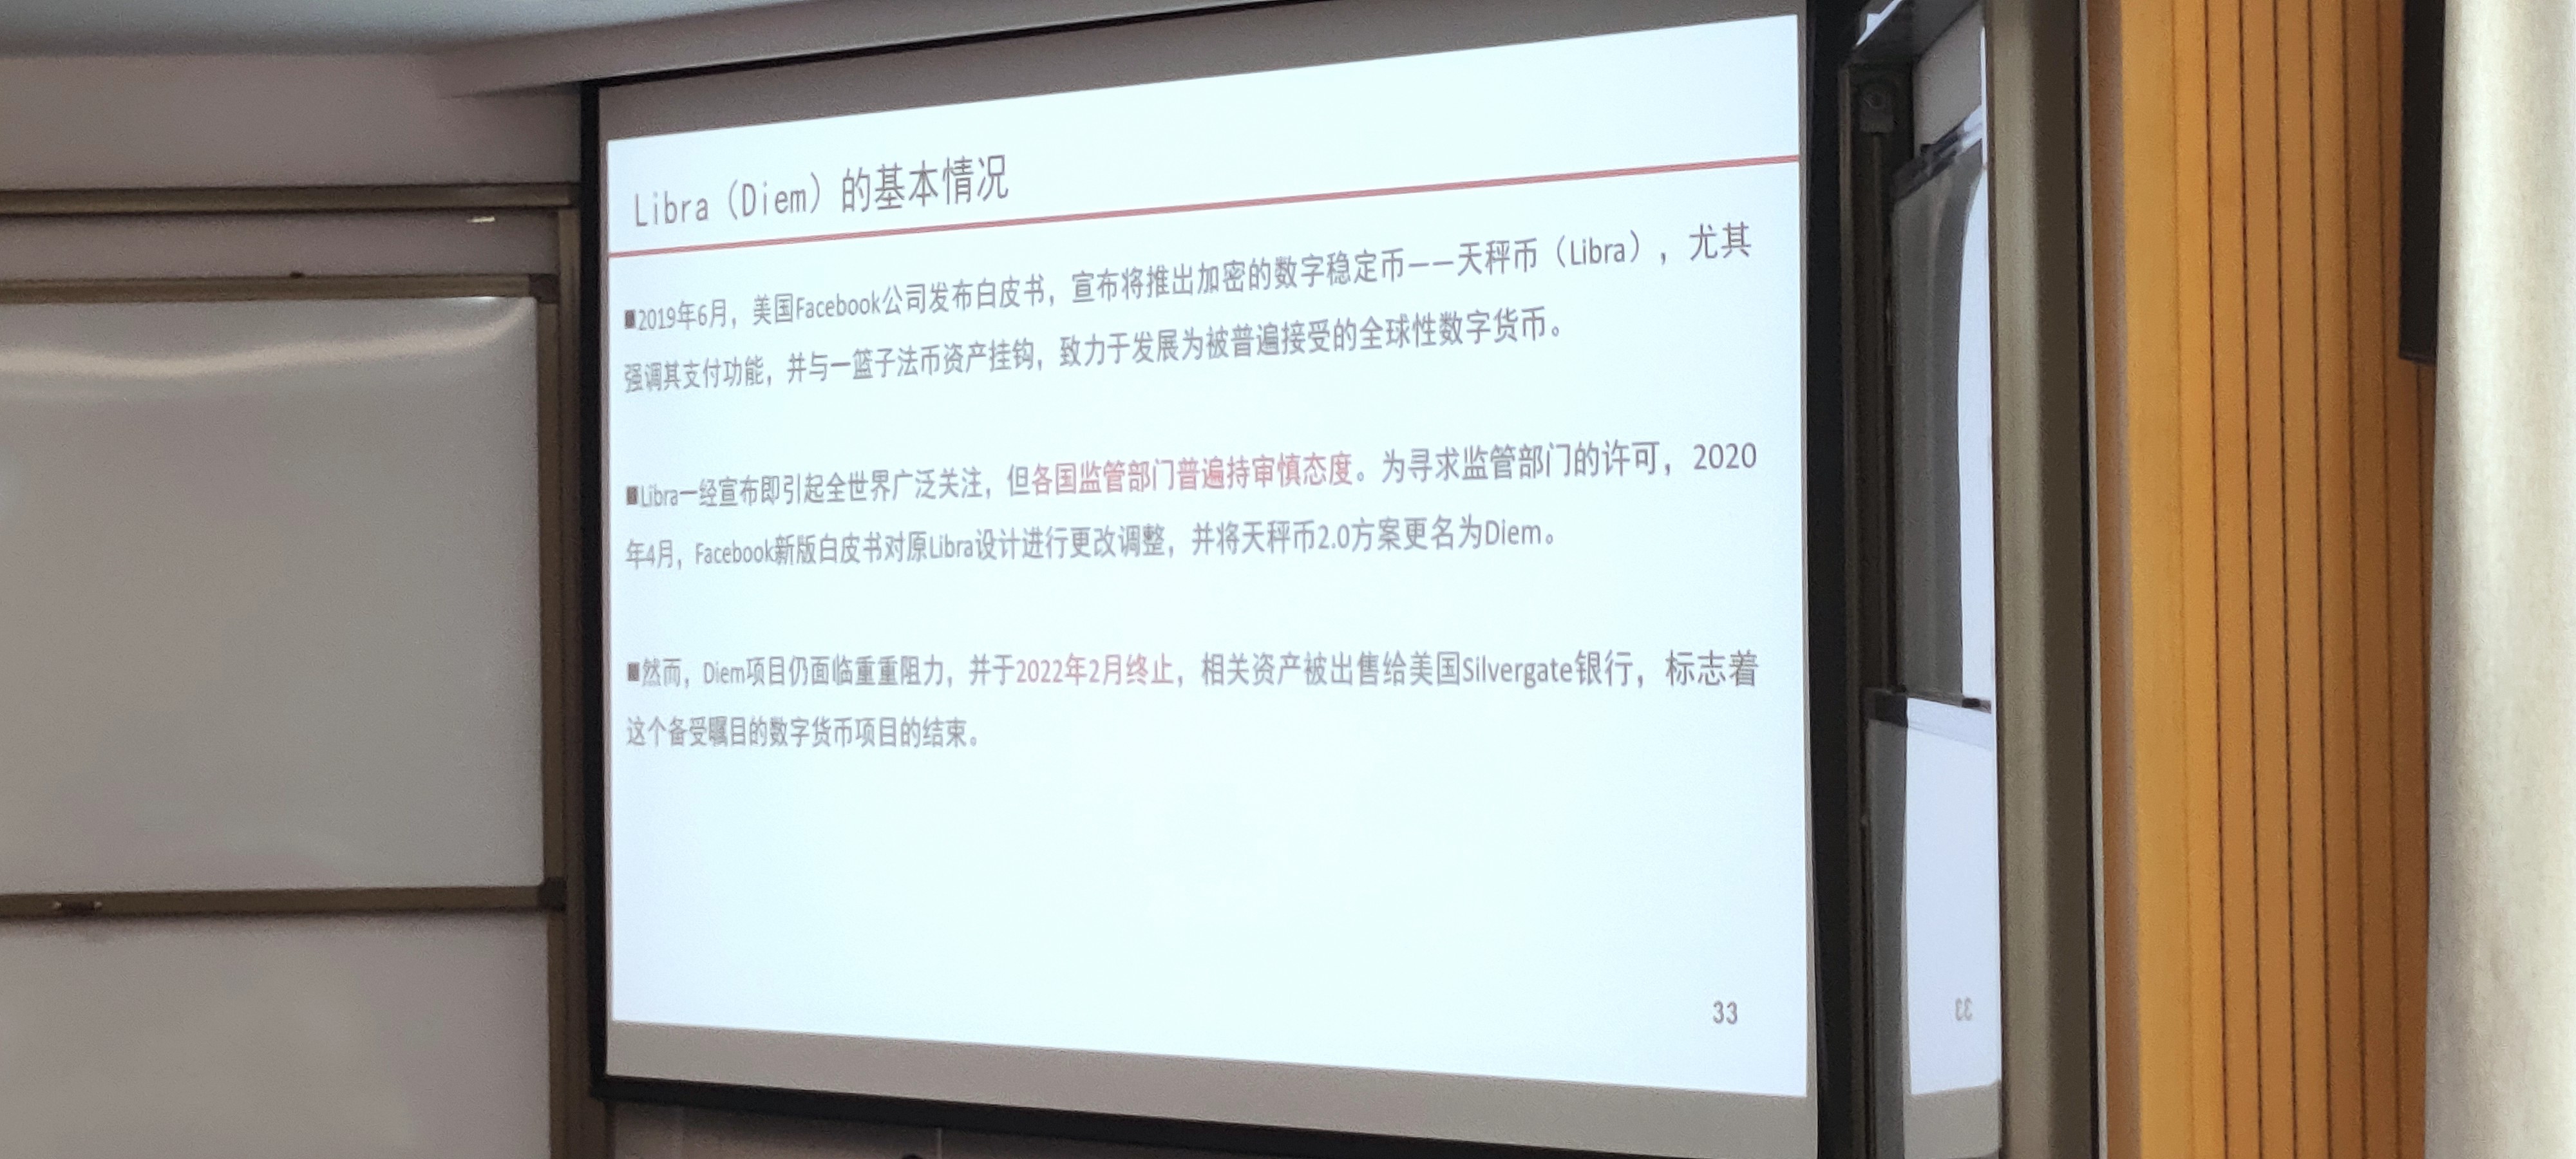 Libra（Diem）的基本情况
■2019年6月，美国Facebook公司发布白皮书，宣布将推出加密的数字稳定币——天秤币（Libra），尤其
强调其支付功能，并与一篮子法币资产挂钩，致力于发展为被普遍接受的全球性数字货币。
■Libra一经宣布即引起全世界广泛关注，但各国监管部门普遍持审慎态度。为寻求监管部门的许可，2020
年4月，Facebook新版白皮书对原Libra设计进行更改调整，并将天秤币2.0方案更名为Diem。
■然而，Diem项目仍面临重重阻力，并于2022年2月终止，相关资产被出售给美国Silvergate银行，标志着
这个备受瞩目的数字货币项目的结束。
33
33